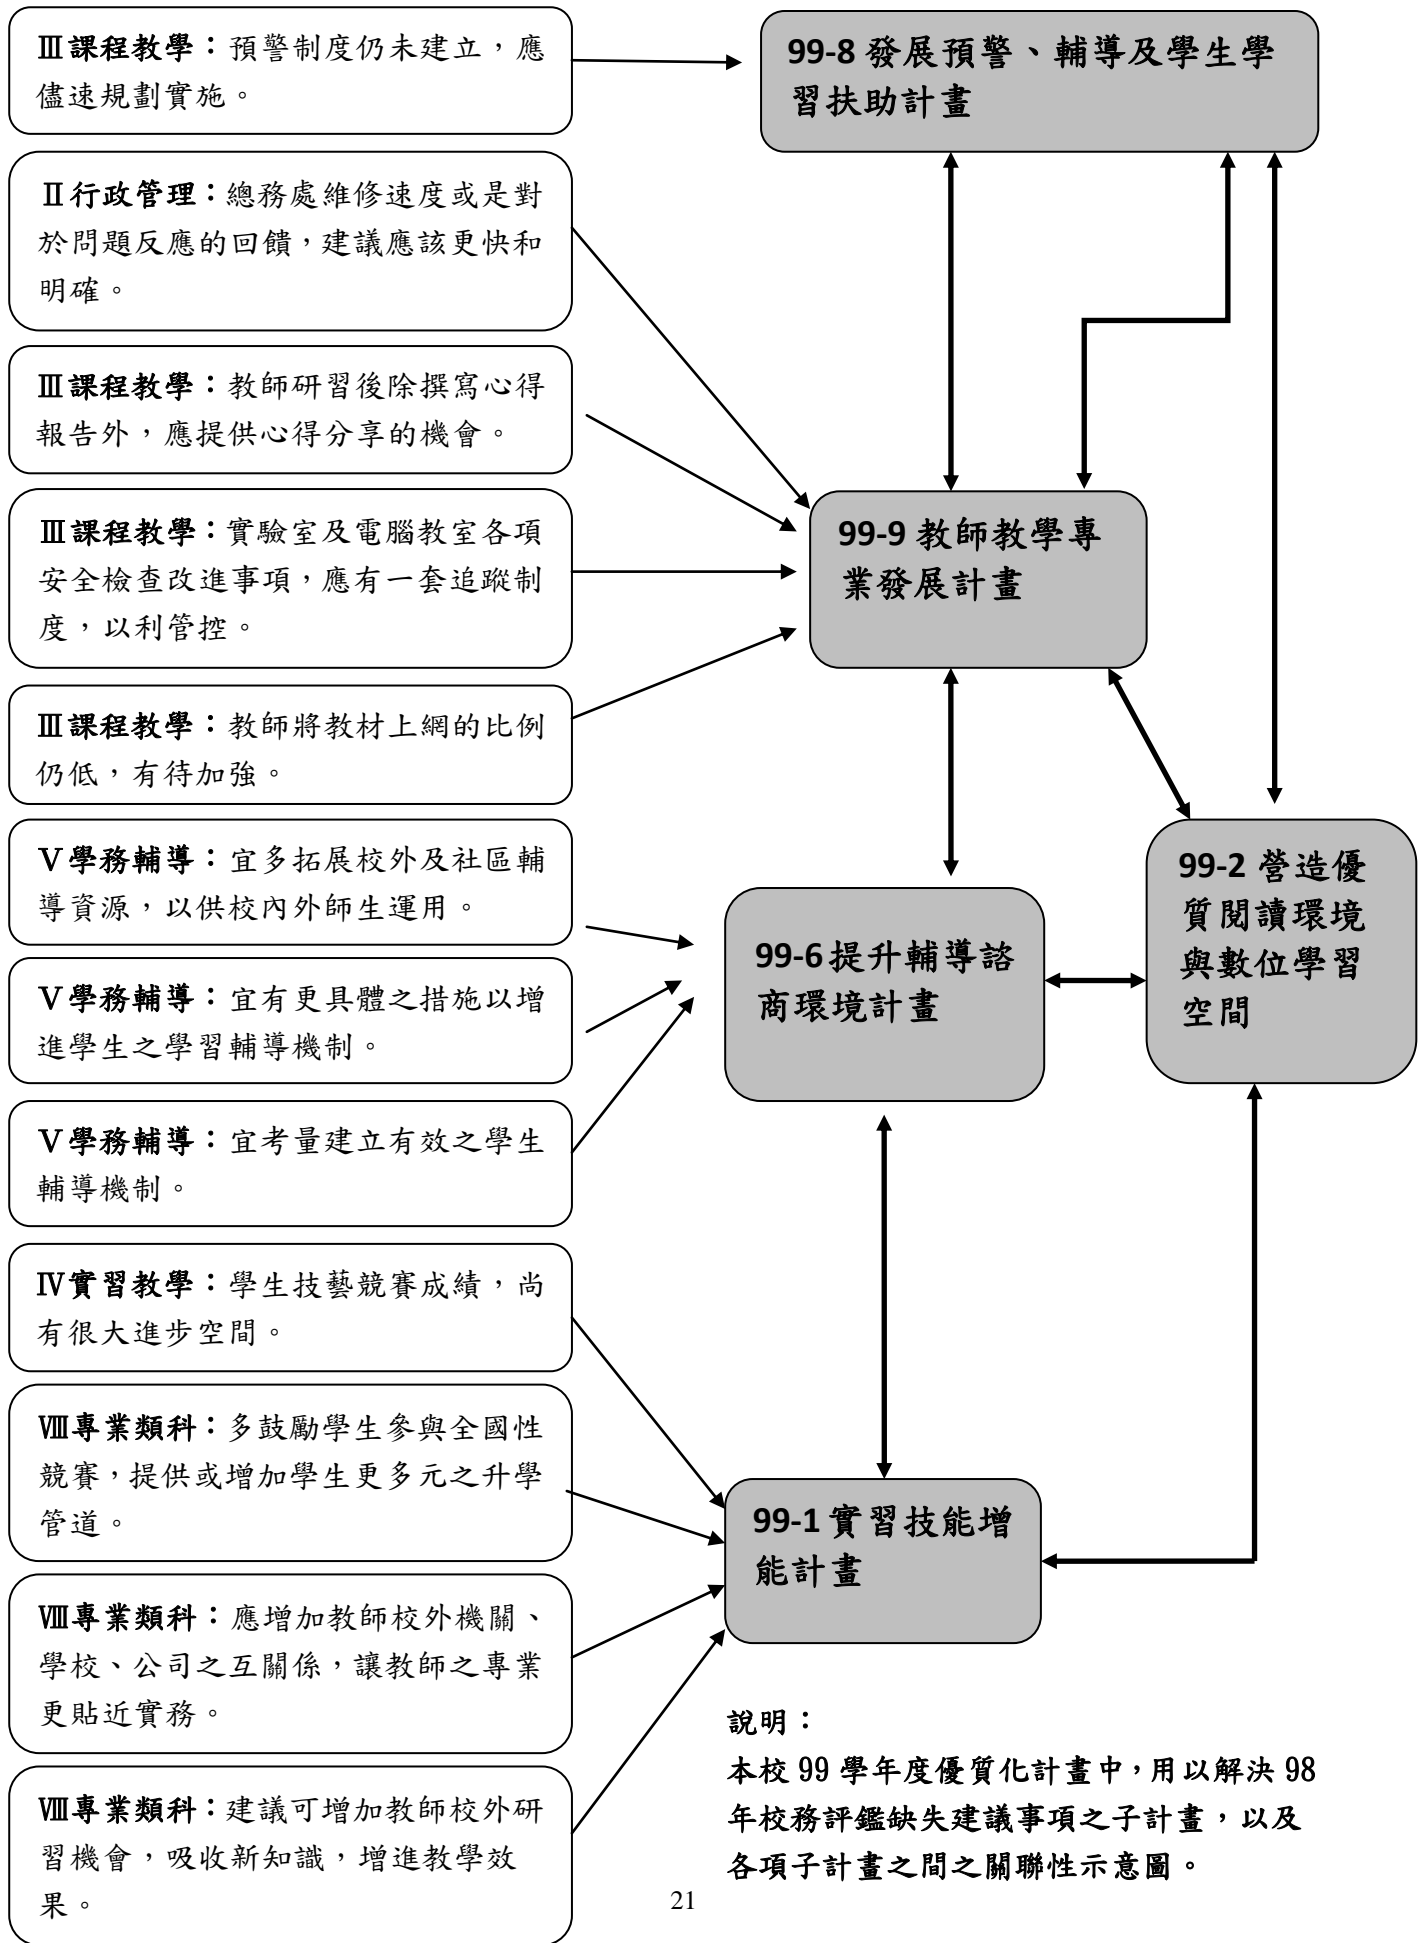 Ⅲ課程教學：預警制度仍未建立，應
儘速規劃實施。
Ⅱ行政管理：總務處維修速度或是對
於問題反應的回饋，建議應該更快和
明確。
Ⅲ課程教學：教師研習後除撰寫心得
報告外，應提供心得分享的機會。
Ⅲ課程教學：實驗室及電腦教室各項
安全檢查改進事項，應有一套追蹤制
度，以利管控。
Ⅲ課程教學：教師將教材上網的比例
仍低，有待加強。
Ⅴ學務輔導：宜多拓展校外及社區輔
導資源，以供校內外師生運用。
Ⅴ學務輔導：宜有更具體之措施以增
進學生之學習輔導機制。
Ⅴ學務輔導：宜考量建立有效之學生
輔導機制。
Ⅳ實習教學：學生技藝競賽成績，尚
有很大進步空間。
Ⅷ專業類科：多鼓勵學生參與全國性
競賽，提供或增加學生更多元之升學
管道。
Ⅷ專業類科：應增加教師校外機關、
學校、公司之互關係，讓教師之專業
更貼近實務。
Ⅷ專業類科：建議可增加教師校外研
習機會，吸收新知識，增進教學效
果。
99-8 發展預警、輔導及學生學
習扶助計畫
99-9 教師教學專
業發展計畫
99-2 營造優
質閱讀環境
與數位學習
空間
99-6 提升輔導諮
商環境計畫
99-1 實習技能增
能計畫
說明：
本校 99 學年度優質化計畫中，用以解決 98
年校務評鑑缺失建議事項之子計畫，以及
各項子計畫之間之關聯性示意圖。
21